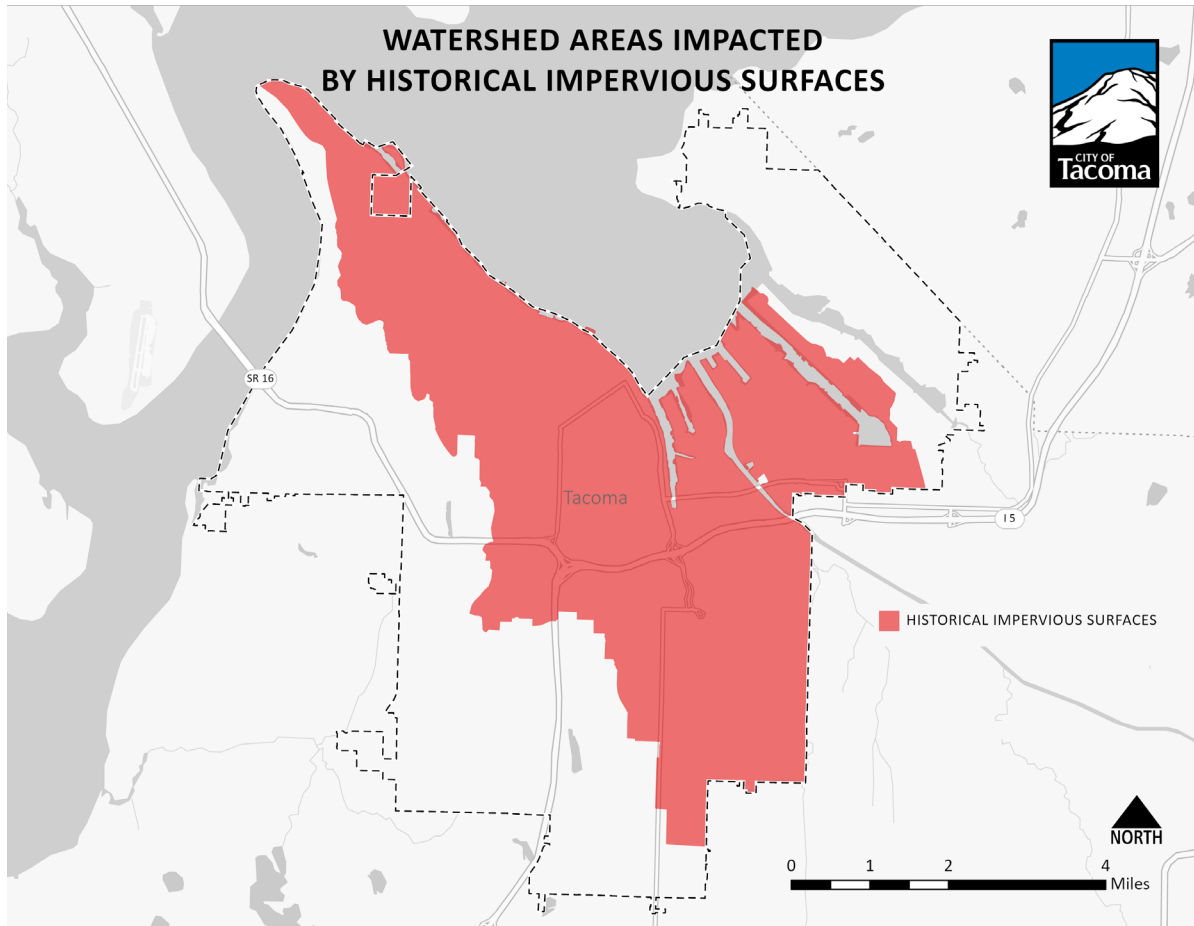 WATERSHED AREAS IMPACTED
BY HISTORICAL IMPERVIOUS SURFACES
CITY OF
Tacoma
SR 16
Tacoma
I 5
HISTORICAL IMPERVIOUS SURFACES
NORTH
0 1 2 4
Miles